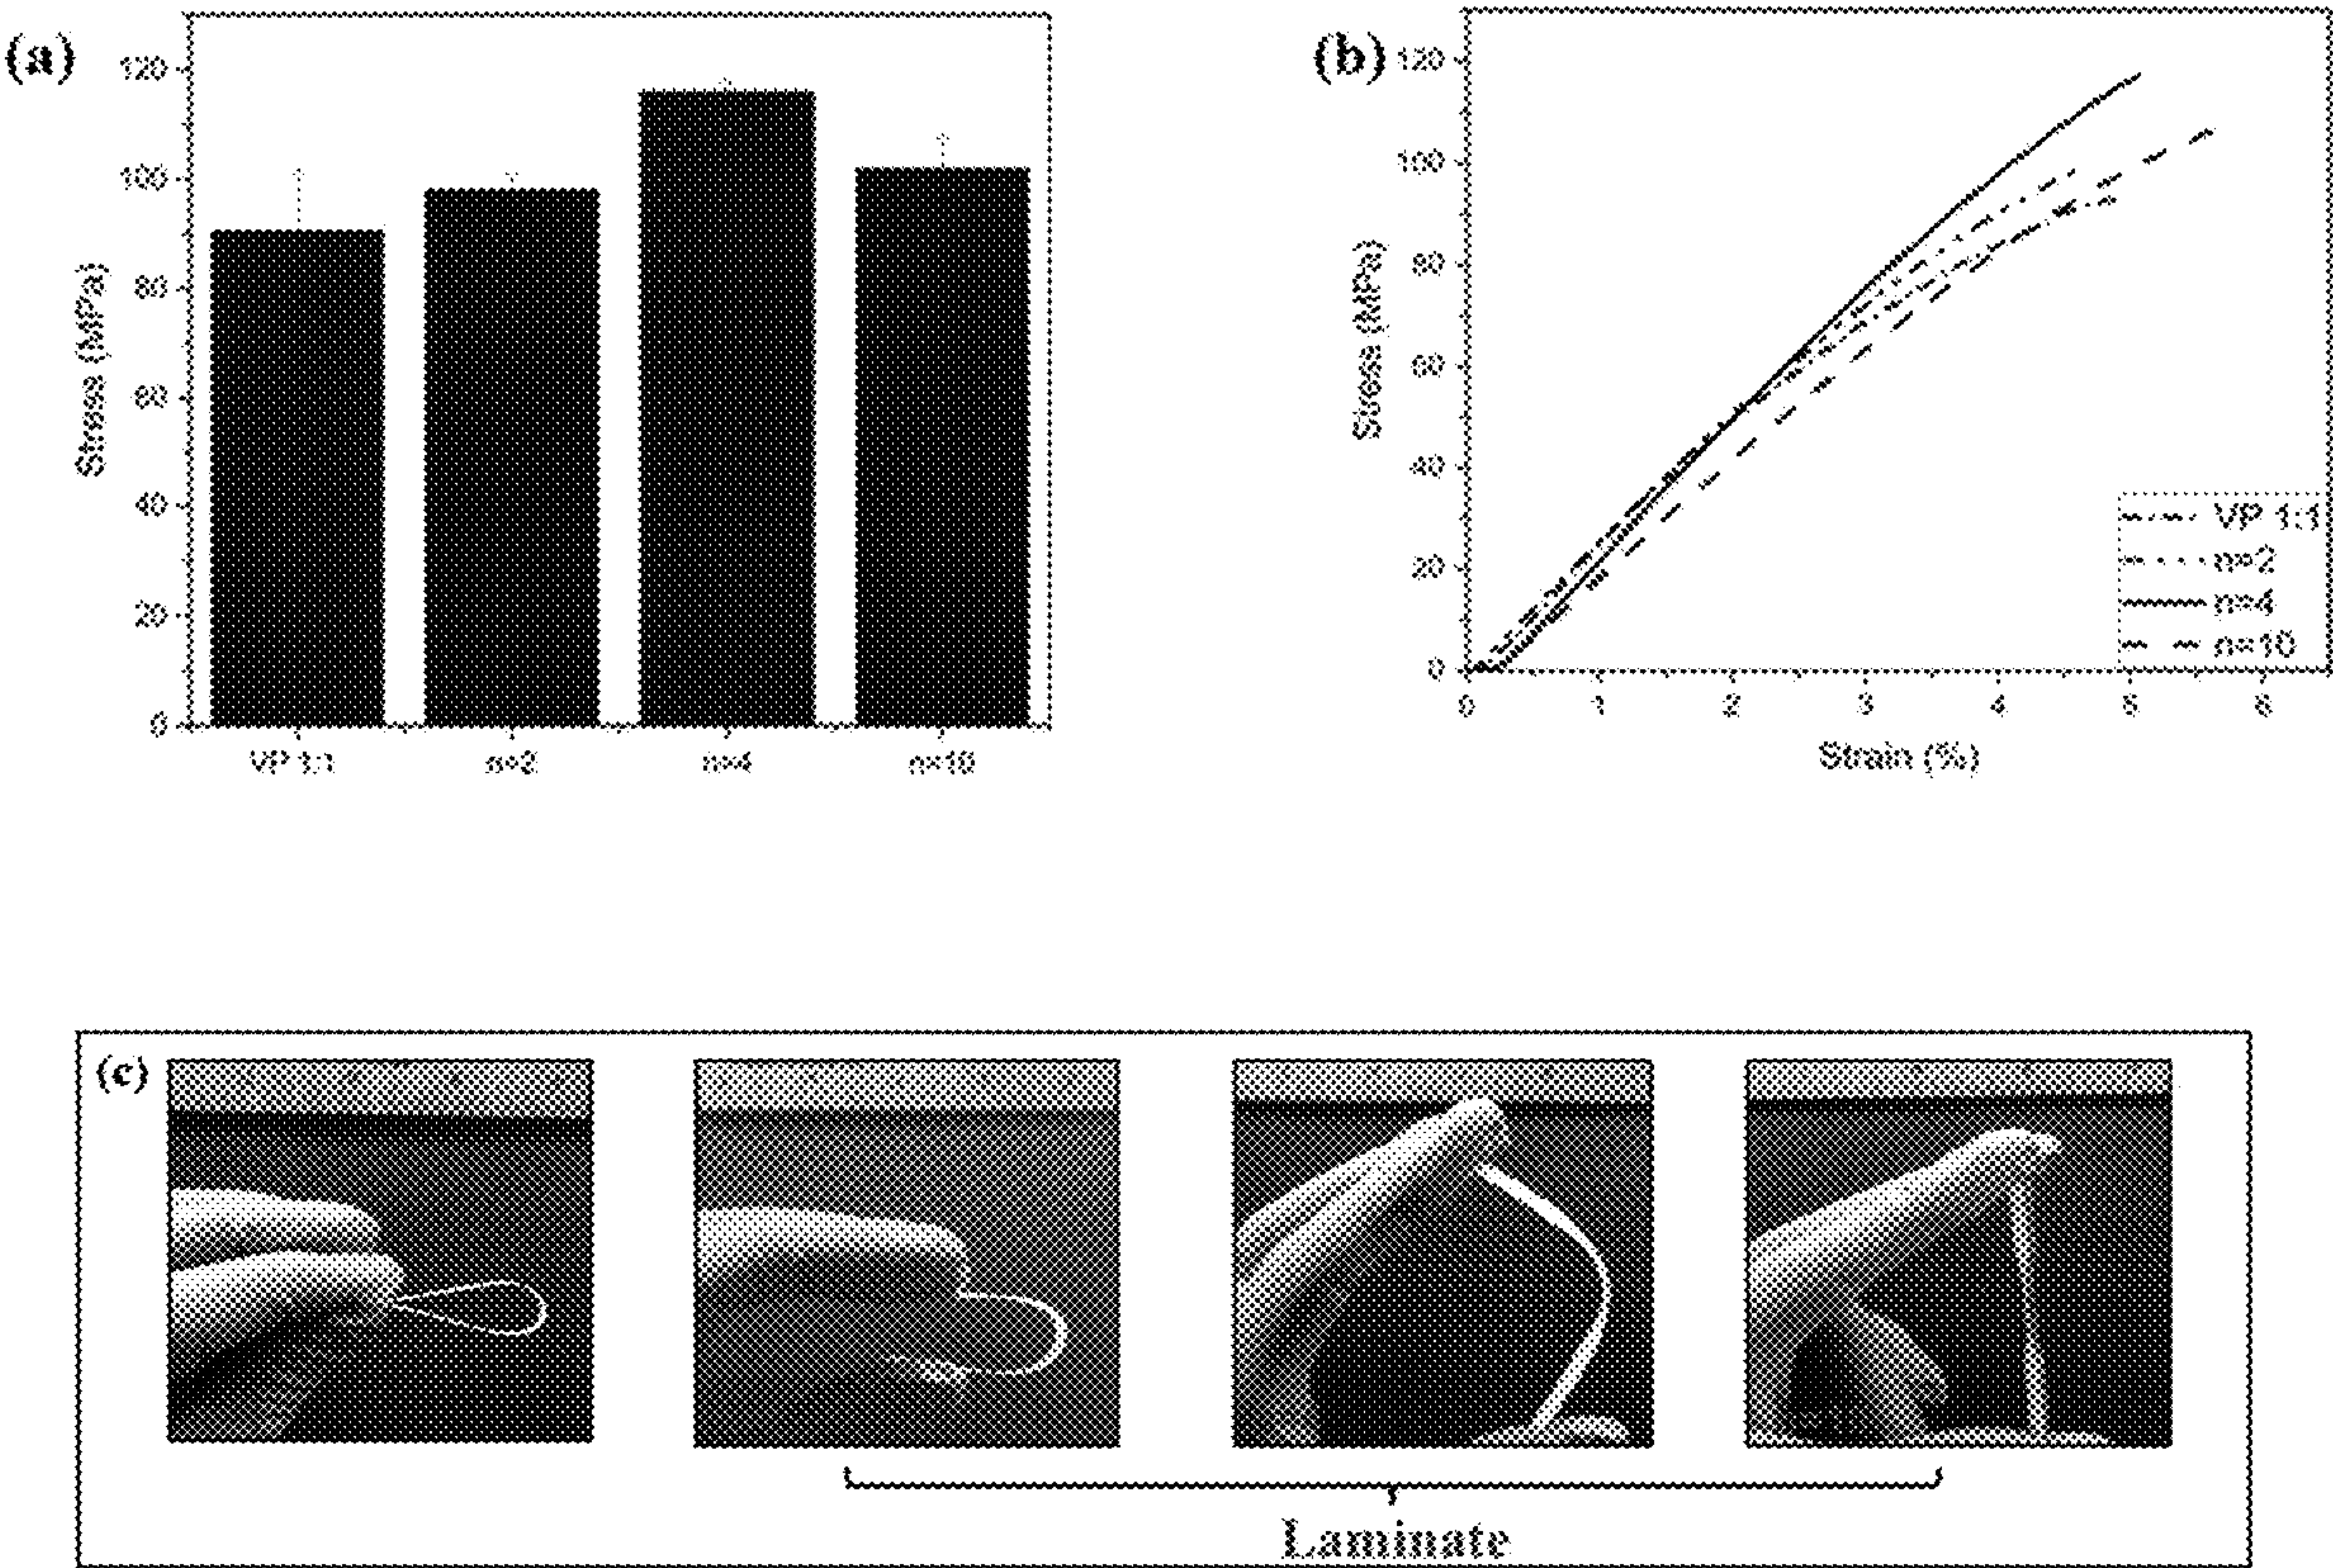 (a)
120
100
80
60
40
20
0
Stress (MPa)
VP 1:1
n=2
n=4
n=10
(b)
120
100
80
60
40
20
0
Stress (MPa)
0 1 2 3 4 5 6
Strain (%)
VP 1:1
n=2
n=4
n=10
(c)
Laminate